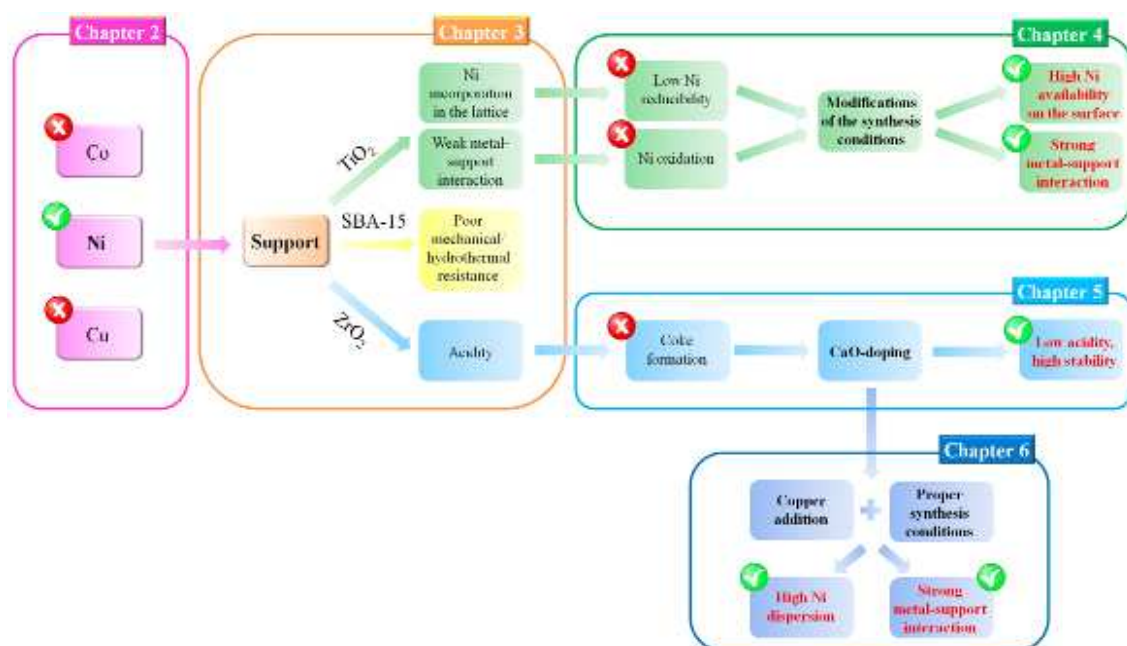 Chapter 2
Co
Ni
Cu
Chapter 3
Support
TiO2
SBA-15
ZrO2
Ni
incorporation
in the lattice
Weak metal-
support
interaction
Poor
mechanical/
hydrothermal
resistance
Acidity
Chapter 4
Low Ni
reducibility
Ni oxidation
Modifications
of the synthesis
conditions
High Ni
availability
on the surface
Strong
metal-support
interaction
Chapter 5
Coke
formation
CaO-doping
Low acidity,
high stability
Chapter 6
Copper
addition
Proper
synthesis
conditions
High Ni
dispersion
Strong
metal-support
interaction